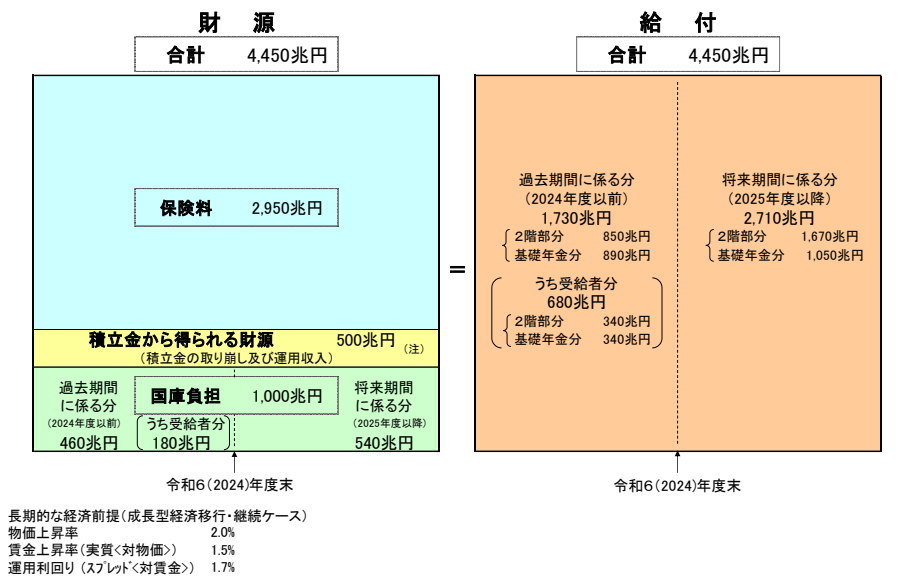 財　源
合計　4,450兆円
保険料　2,950兆円
積立金から得られる財源　500兆円（注）
（積立金の取り崩し及び運用収入）
国庫負担　1,000兆円
過去期間
に係る分
（2024年度以前）
460兆円
うち受給者分
180兆円
将来期間
に係る分
（2025年度以降）
540兆円
令和６（2024）年度末
＝
給　付
合計　4,450兆円
過去期間に係る分
（2024年度以前）
1,730兆円
２階部分　850兆円
基礎年金分　890兆円
うち受給者分
680兆円
２階部分　340兆円
基礎年金分　340兆円
将来期間に係る分
（2025年度以降）
2,710兆円
２階部分　1,670兆円
基礎年金分　1,050兆円
令和６（2024）年度末
長期的な経済前提（成長型経済移行・継続ケース）
物価上昇率　2.0%
賃金上昇率（実質<対物価>）　1.5%
運用利回り（ｽﾌﾟﾚｯﾄﾞ<対賃金>）　1.7%